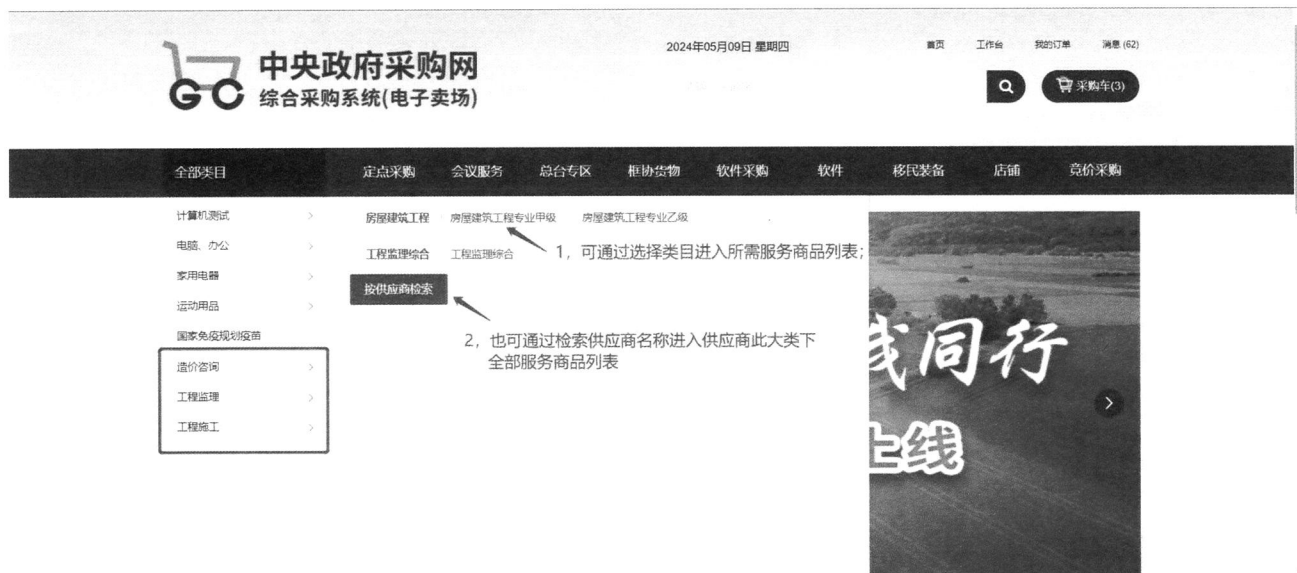 2024年05月09日 星期四
首页 工作台 我的订单 消息 (62)
GC
中央政府采购网
综合采购系统(电子卖场)
采购车(3)
全部类目 定点采购 会议服务 总台专区 框协货物 软件采购 软件 移民装备 店铺 竞价采购
计算机测试
电脑、办公
家用电器
运动用品
国家免疫规划疫苗
造价咨询
工程监理
工程施工
房屋建筑工程 房屋建筑工程专业甲级 房屋建筑工程专业乙级
工程监理综合 工程监理综合
1,可通过选择类目进入所需服务商品列表;
按供应商检索
2,也可通过检索供应商名称进入供应商此大类下
全部服务商品列表
同行
上线